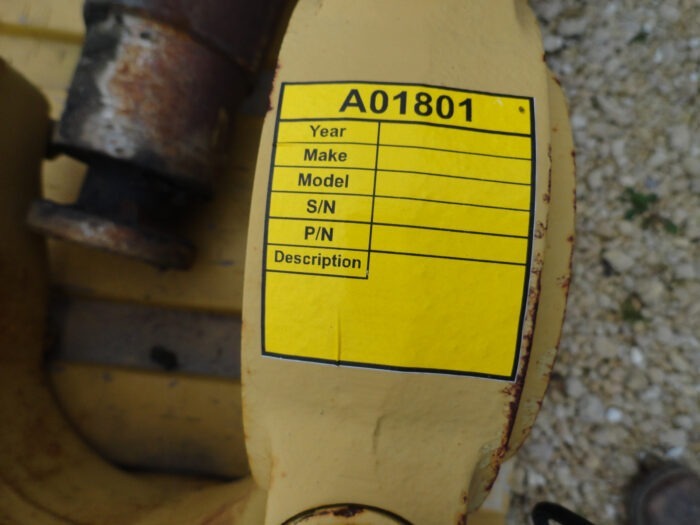 A01801
Year
Make
Model
S/N
P/N
Description